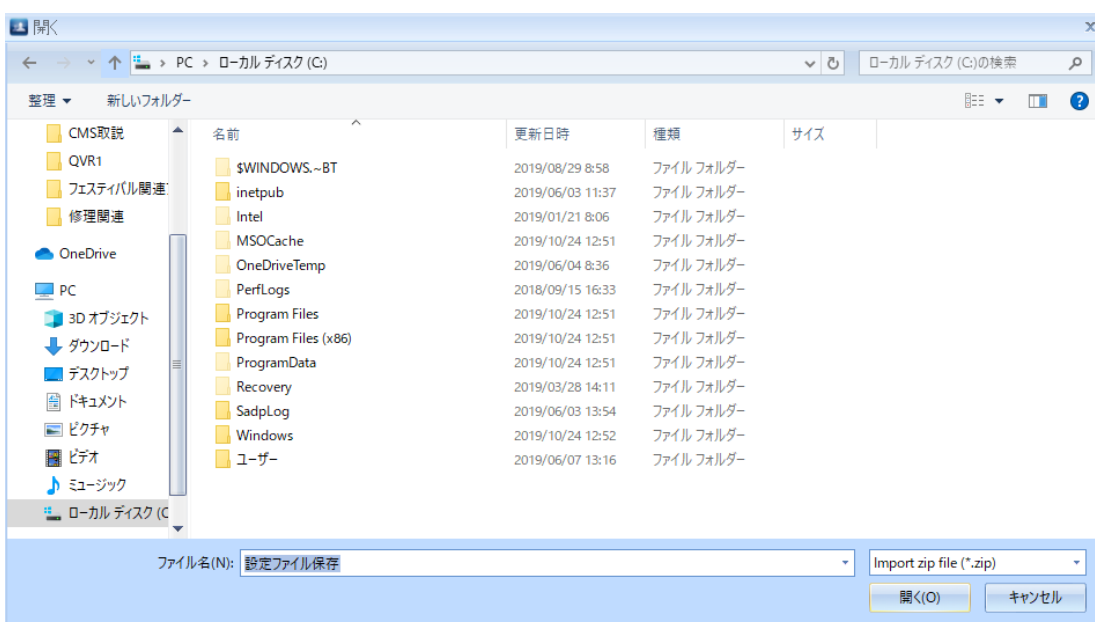 開く
PC › ローカル ディスク (C:)
ローカル ディスク (C:)の検索
整理
新しいフォルダー
CMS取説
QVR1
フェスティバル関連
修理関連
OneDrive
PC
3D オブジェクト
ダウンロード
デスクトップ
ドキュメント
ピクチャ
ビデオ
ミュージック
ローカル ディスク (C
名前 更新日時 種類 サイズ
$WINDOWS.~BT 2019/08/29 8:58 ファイル フォルダー
inetpub 2019/06/03 11:37 ファイル フォルダー
Intel 2019/01/21 8:06 ファイル フォルダー
MSOCache 2019/10/24 12:51 ファイル フォルダー
OneDriveTemp 2019/06/04 8:36 ファイル フォルダー
PerfLogs 2018/09/15 16:33 ファイル フォルダー
Program Files 2019/10/24 12:51 ファイル フォルダー
Program Files (x86) 2019/10/24 12:51 ファイル フォルダー
ProgramData 2019/10/24 12:51 ファイル フォルダー
Recovery 2019/03/28 14:11 ファイル フォルダー
SadpLog 2019/06/03 13:54 ファイル フォルダー
Windows 2019/10/24 12:52 ファイル フォルダー
ユーザー 2019/06/07 13:16 ファイル フォルダー
ファイル名(N): 設定ファイル保存
Import zip file (*.zip)
開く(O)
キャンセル